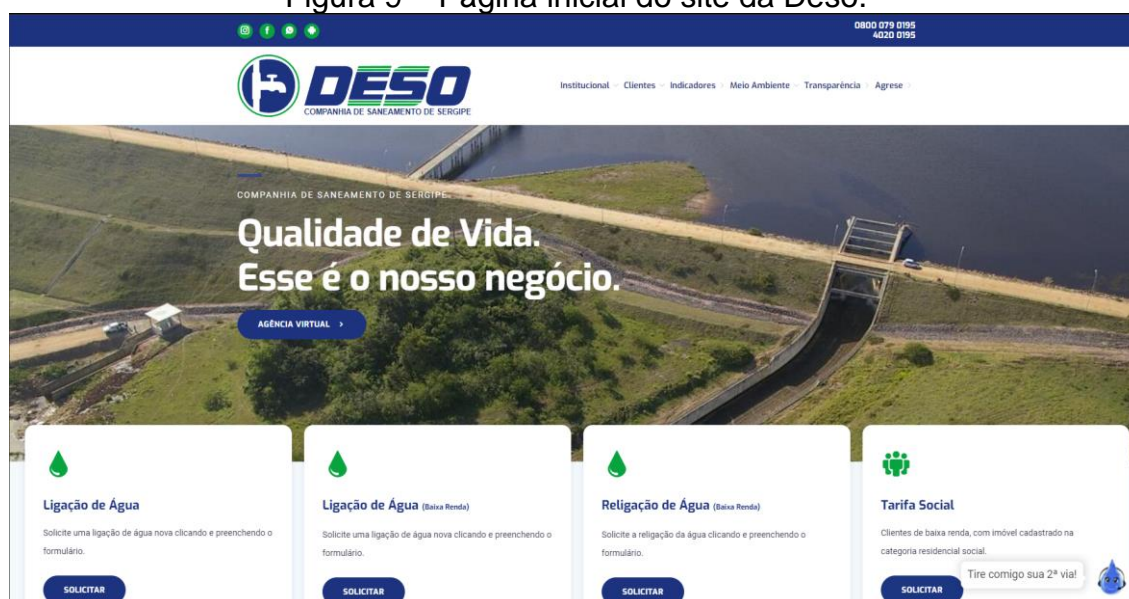 Figura 9 – Página inicial do site da Deso.
0800 079 0195
4020 0195
DESO
COMPANHIA DE SANEAMENTO DE SERGIPE
Institucional Clientes Indicadores Meio Ambiente Transparência Agrese
COMPANHIA DE SANEAMENTO DE SERGIPE
Qualidade de Vida.
Esse é o nosso negócio.
AGÊNCIA VIRTUAL >
Ligação de Água
Solicite uma ligação de água nova clicando e preenchendo o
formulário.
SOLICITAR
Ligação de Água (Baixa Renda)
Solicite uma ligação de água nova clicando e preenchendo o
formulário.
SOLICITAR
Religação de Água (Baixa Renda)
Solicite a religação da água clicando e preenchendo o
formulário.
SOLICITAR
Tarifa Social
Clientes de baixa renda, com imóvel cadastrado na
categoria residencial social.
SOLICITAR
Tire comigo sua 2ª via!